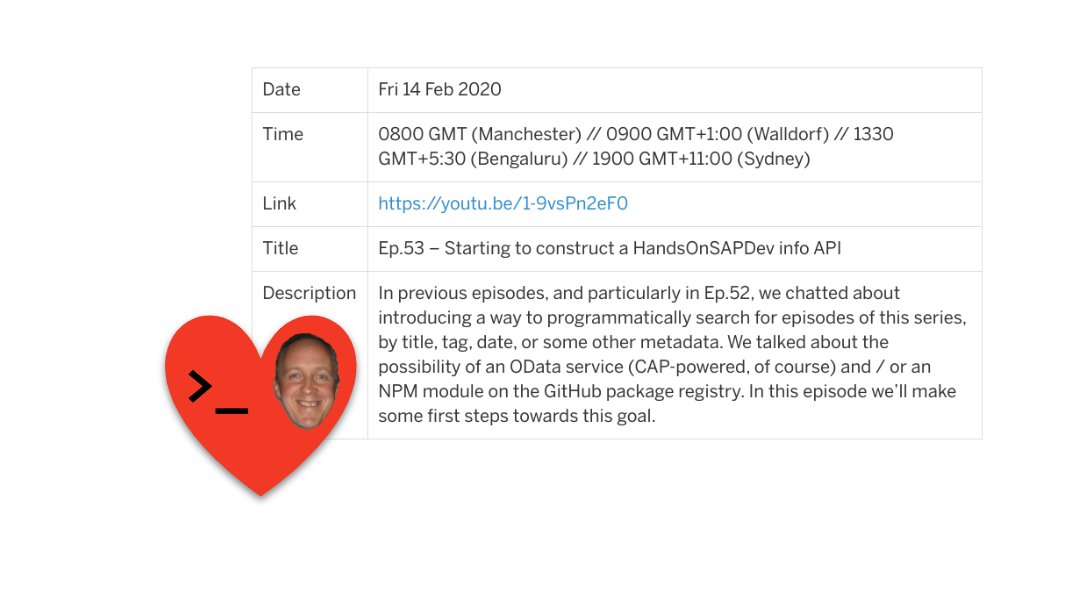 Date
Fri 14 Feb 2020
Time
0800 GMT (Manchester) // 0900 GMT+1:00 (Walldorf) // 1330
GMT+5:30 (Bengaluru) // 1900 GMT+11:00 (Sydney)
Link
https://youtu.be/1-9vsPn2eF0
Title
Ep.53 – Starting to construct a HandsOnSAPDev info API
Description
In previous episodes, and particularly in Ep.52, we chatted about
introducing a way to programmatically search for episodes of this series,
by title, tag, date, or some other metadata. We talked about the
possibility of an OData service (CAP-powered, of course) and / or an
NPM module on the GitHub package registry. In this episode we'll make
some first steps towards this goal.
>_